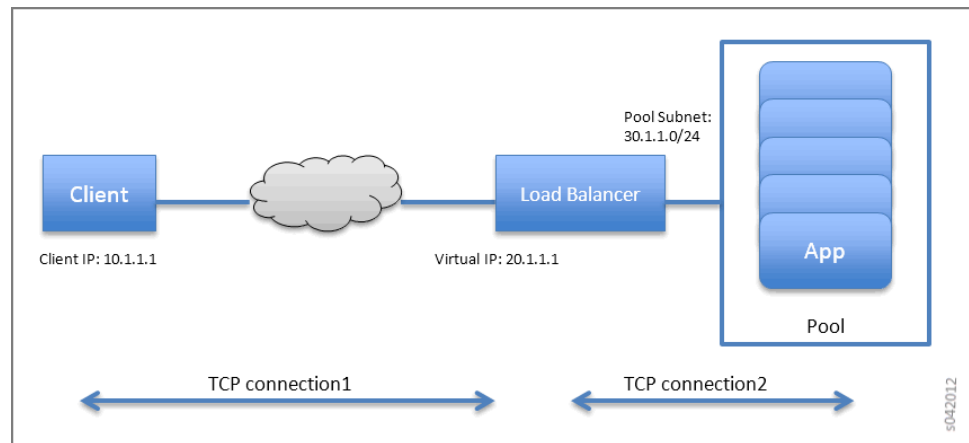 Pool Subnet:
30.1.1.0/24
Client
Load Balancer
App
Client IP: 10.1.1.1
Virtual IP: 20.1.1.1
Pool
TCP connection1
TCP connection2
s042012